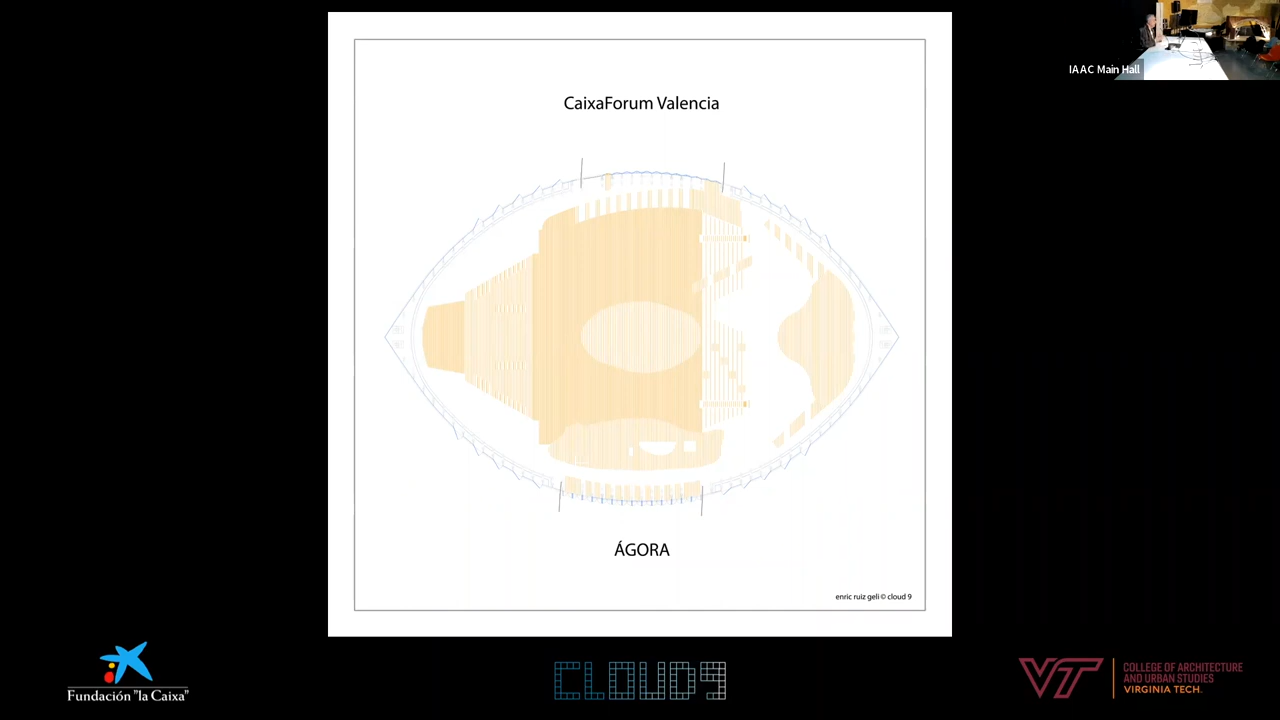 IAAC Main Hall
CaixaForum Valencia
ÁGORA
enric ruiz geli © cloud 9
Fundación "la Caixa"
CLOUD9
VT
COLLEGE OF ARCHITECTURE
AND URBAN STUDIES
VIRGINIA TECH.